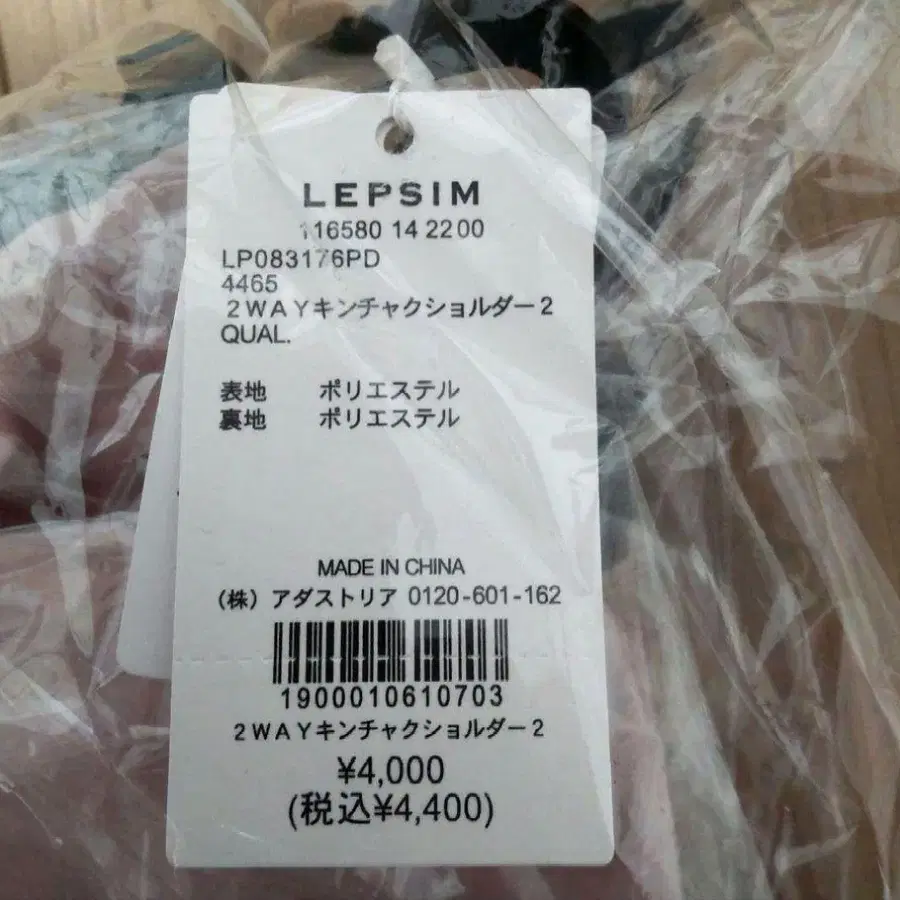 LEPSIM
116580 14 2200
LP083176PD
4465
２ＷＡＹキンチャクショルダー２
QUAL.
表地 ポリエステル
裏地 ポリエステル
MADE IN CHINA
（株）アダストリア 0120-601-162
1900010610703
２ＷＡＹキンチャクショルダー２
¥4,000
(税込¥4,400)